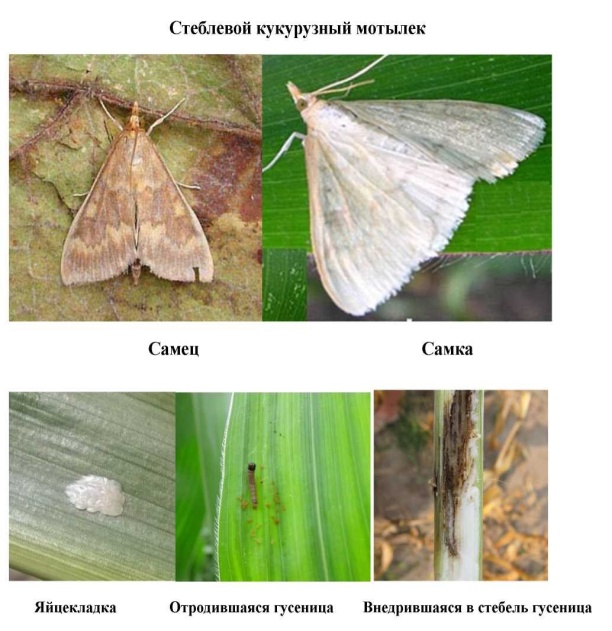 Стеблевой кукурузный мотылек
Самец Самка
Яйцекладка Отродившаяся гусеница Внедрившаяся в стебель гусеница